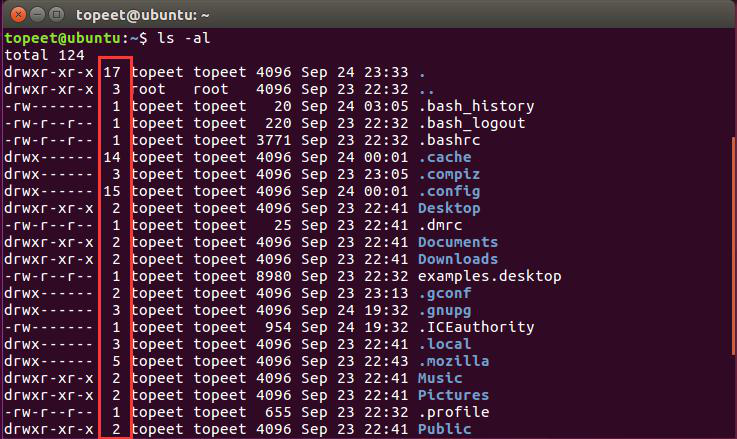 topeet@ubuntu: ~
topeet@ubuntu:~$ ls -al
total 124
drwxr-xr-x 17 topeet topeet 4096 Sep 24 23:33 .
drwxr-xr-x  3 root   root   4096 Sep 23 22:32 ..
-rw-------  1 topeet topeet   20 Sep 24 03:05 .bash_history
-rw-r--r--  1 topeet topeet  220 Sep 23 22:32 .bash_logout
-rw-r--r--  1 topeet topeet 3771 Sep 23 22:32 .bashrc
drwx------ 14 topeet topeet 4096 Sep 24 00:01 .cache
drwx------  3 topeet topeet 4096 Sep 23 23:05 .compiz
drwx------ 15 topeet topeet 4096 Sep 24 00:01 .config
drwxr-xr-x  2 topeet topeet 4096 Sep 23 22:41 Desktop
-rw-r--r--  1 topeet topeet   25 Sep 23 22:41 .dmrc
drwxr-xr-x  2 topeet topeet 4096 Sep 23 22:41 Documents
drwxr-xr-x  2 topeet topeet 4096 Sep 23 22:41 Downloads
-rw-r--r--  1 topeet topeet 8980 Sep 23 22:32 examples.desktop
drwx------  2 topeet topeet 4096 Sep 23 23:13 .gconf
drwx------  3 topeet topeet 4096 Sep 24 19:32 .gnupg
-rw-------  1 topeet topeet  954 Sep 24 19:32 .ICEauthority
drwx------  3 topeet topeet 4096 Sep 23 22:41 .local
drwx------  5 topeet topeet 4096 Sep 23 22:43 .mozilla
drwxr-xr-x  2 topeet topeet 4096 Sep 23 22:41 Music
drwxr-xr-x  2 topeet topeet 4096 Sep 23 22:41 Pictures
-rw-r--r--  1 topeet topeet  655 Sep 23 22:32 .profile
drwxr-xr-x  2 topeet topeet 4096 Sep 23 22:41 Public